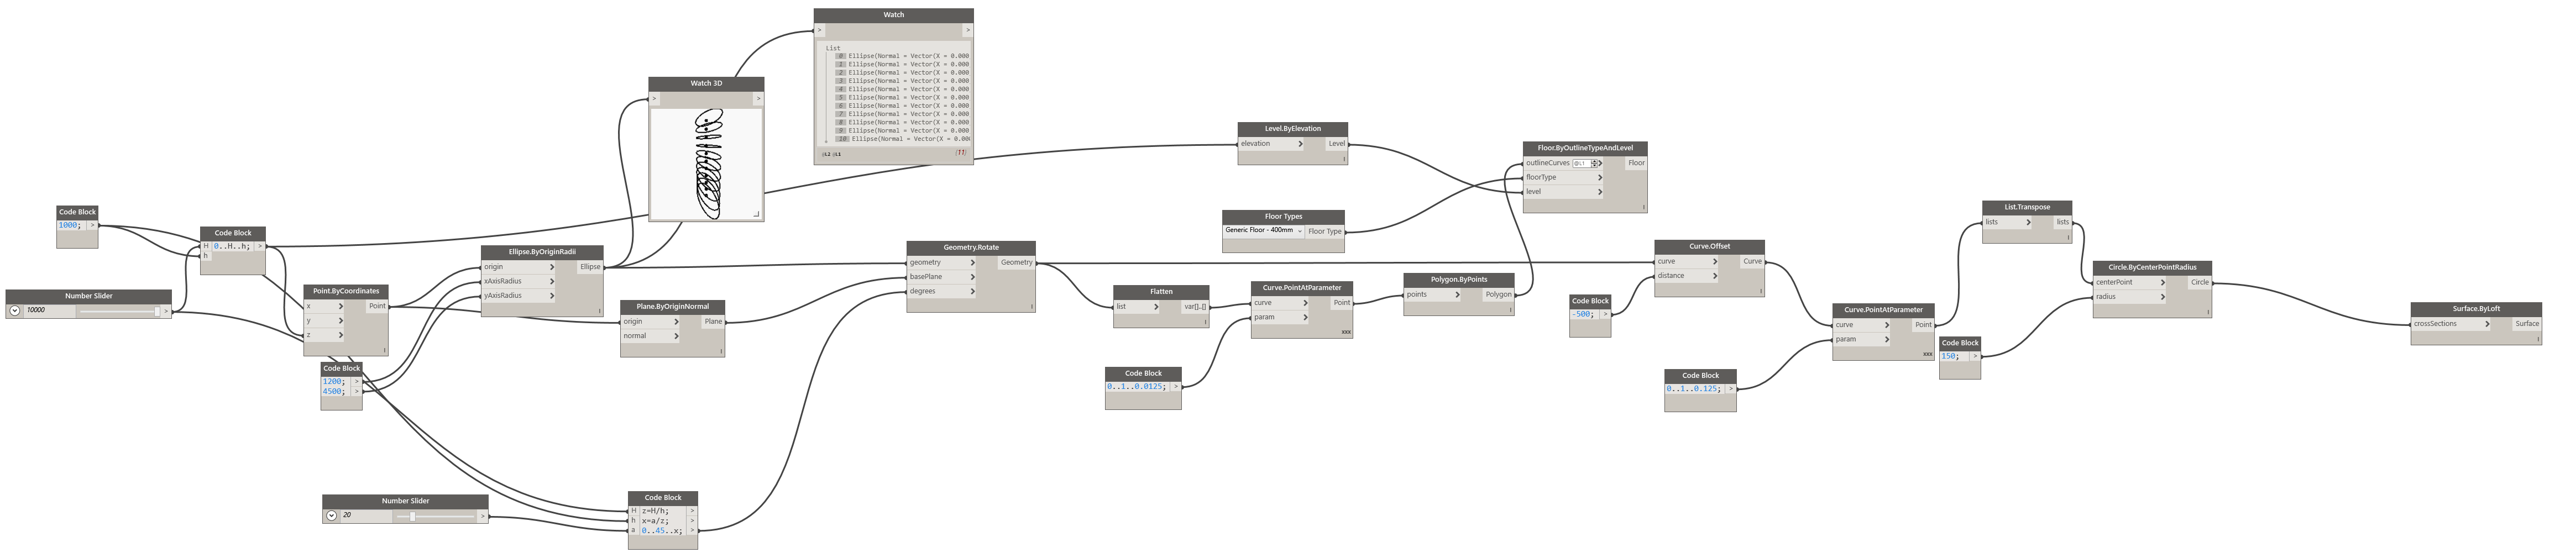 Watch
>
>
List
0 Ellipse(Normal = Vector(X = 0.000
1 Ellipse(Normal = Vector(X = 0.000
2 Ellipse(Normal = Vector(X = 0.000
3 Ellipse(Normal = Vector(X = 0.000
4 Ellipse(Normal = Vector(X = 0.000
5 Ellipse(Normal = Vector(X = 0.000
6 Ellipse(Normal = Vector(X = 0.000
7 Ellipse(Normal = Vector(X = 0.000
8 Ellipse(Normal = Vector(X = 0.000
9 Ellipse(Normal = Vector(X = 0.000
10 Ellipse(Normal = Vector(X = 0.000
@L2 @L1
{11}
Watch 3D
>
>
Code Block
1000; >
Code Block
H 0..H..h; >
h
Number Slider
10000 >
Point.ByCoordinates
x > Point
y >
z >
l
Code Block
1200; >
4500; >
Ellipse.ByOriginRadii
origin > Ellipse
xAxisRadius >
yAxisRadius >
l
Plane.ByOriginNormal
origin > Plane
normal >
l
Number Slider
20 >
Code Block
H z=H/h; >
h x=a/z; >
a 0..45..x; >
Geometry.Rotate
geometry > Geometry
basePlane >
degrees >
l
Flatten
list > var[]..[]
l
Code Block
0..1..0.0125; >
Curve.PointAtParameter
curve > Point
param >
xxx
Polygon.ByPoints
points > Polygon
l
Level.ByElevation
elevation > Level
l
Floor Types
Generic Floor - 400mm Floor Type
Floor.ByOutlineTypeAndLevel
outlineCurves @L1 > Floor
floorType >
level >
l
Code Block
-500; >
Curve.Offset
curve > Curve
distance >
l
Code Block
0..1..0.125; >
Curve.PointAtParameter
curve > Point
param >
xxx
Code Block
150; >
List.Transpose
lists > lists
l
Circle.ByCenterPointRadius
centerPoint > Circle
radius >
l
Surface.ByLoft
crossSections > Surface
l